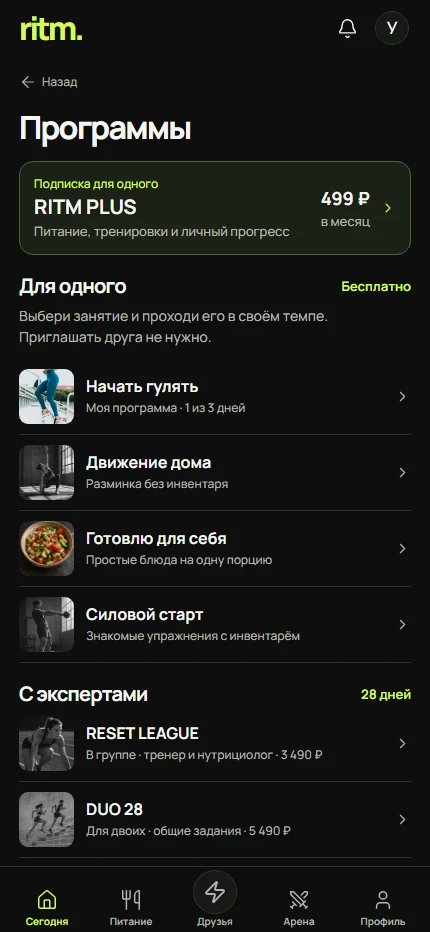 ritm.
У
Назад
Программы
Подписка для одного
RITM PLUS
Питание, тренировки и личный прогресс
499 ₽
в месяц
Для одного
Бесплатно
Выбери занятие и проходи его в своём темпе.
Приглашать друга не нужно.
Начать гулять
Моя программа · 1 из 3 дней
Движение дома
Разминка без инвентаря
Готовлю для себя
Простые блюда на одну порцию
Силовой старт
Знакомые упражнения с инвентарём
С экспертами
28 дней
RESET LEAGUE
В группе · тренер и нутрициолог · 3 490 ₽
DUO 28
Для двоих · общие задания · 5 490 ₽
Сегодня
Питание
Друзья
Арена
Профиль